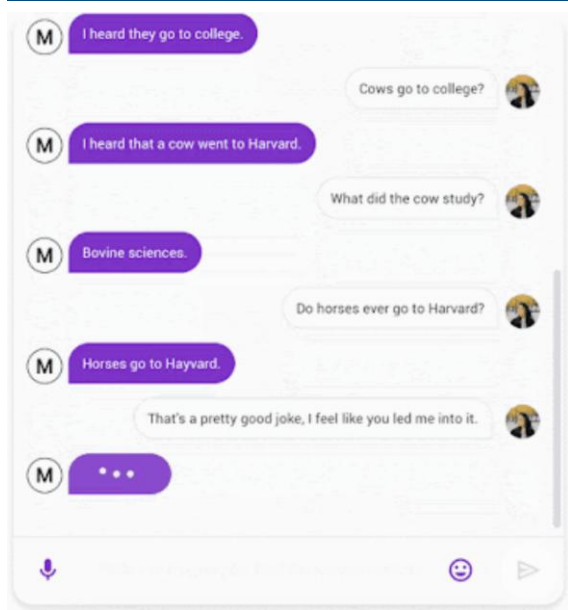 M
I heard they go to college.
Cows go to college?
M
I heard that a cow went to Harvard.
What did the cow study?
M
Bovine sciences.
Do horses ever go to Harvard?
M
Horses go to Hayvard.
That's a pretty good joke, I feel like you led me into it.
M